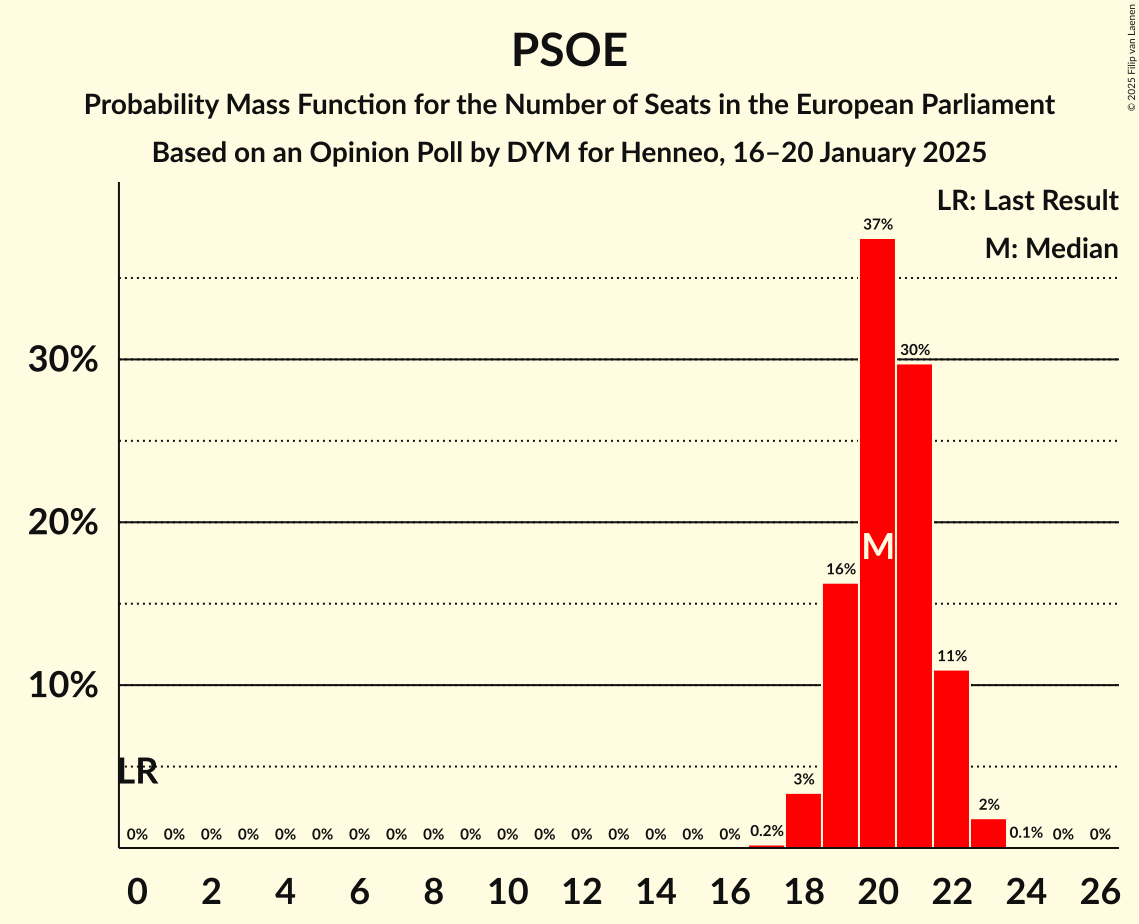 PSOE
Probability Mass Function for the Number of Seats in the European Parliament
Based on an Opinion Poll by DYM for Henneo, 16–20 January 2025
© 2025 Filip van Laenen
LR: Last Result
M: Median
37%
30%
30%
20%
M
16%
11%
10%
LR
3%
2%
0% 0% 0% 0% 0% 0% 0% 0% 0% 0% 0% 0% 0% 0% 0% 0% 0% 0.2% 0.1% 0% 0%
0 2 4 6 8 10 12 14 16 18 20 22 24 26